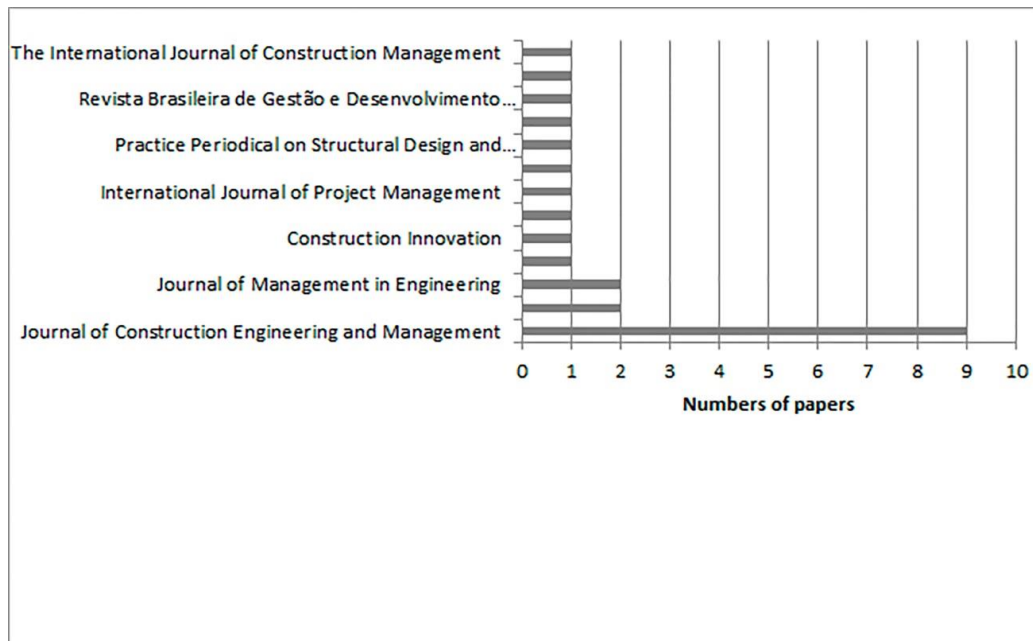 The International Journal of Construction Management
Revista Brasileira de Gestão e Desenvolvimento...
Practice Periodical on Structural Design and...
International Journal of Project Management
Construction Innovation
Journal of Management in Engineering
Journal of Construction Engineering and Management
0 1 2 3 4 5 6 7 8 9 10
Numbers of papers